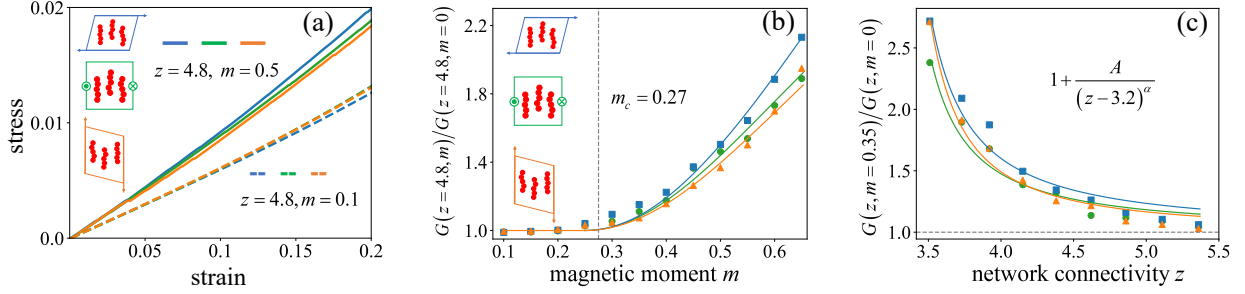 (a)
stress
0.02
0.01
0.0
z = 4.8, m = 0.5
z = 4.8, m = 0.1
0.05 0.1 0.15 0.2
strain
(b)
G(z = 4.8, m)/G(z = 4.8, m = 0)
2.2
1.8
1.4
1.0
m_c = 0.27
0.1 0.2 0.3 0.4 0.5 0.6
magnetic moment m
(c)
G(z, m = 0.35)/G(z, m = 0)
2.5
2.0
1.5
1.0
1 + A/(z − 3.2)^α
3.5 4.0 4.5 5.0 5.5
network connectivity z